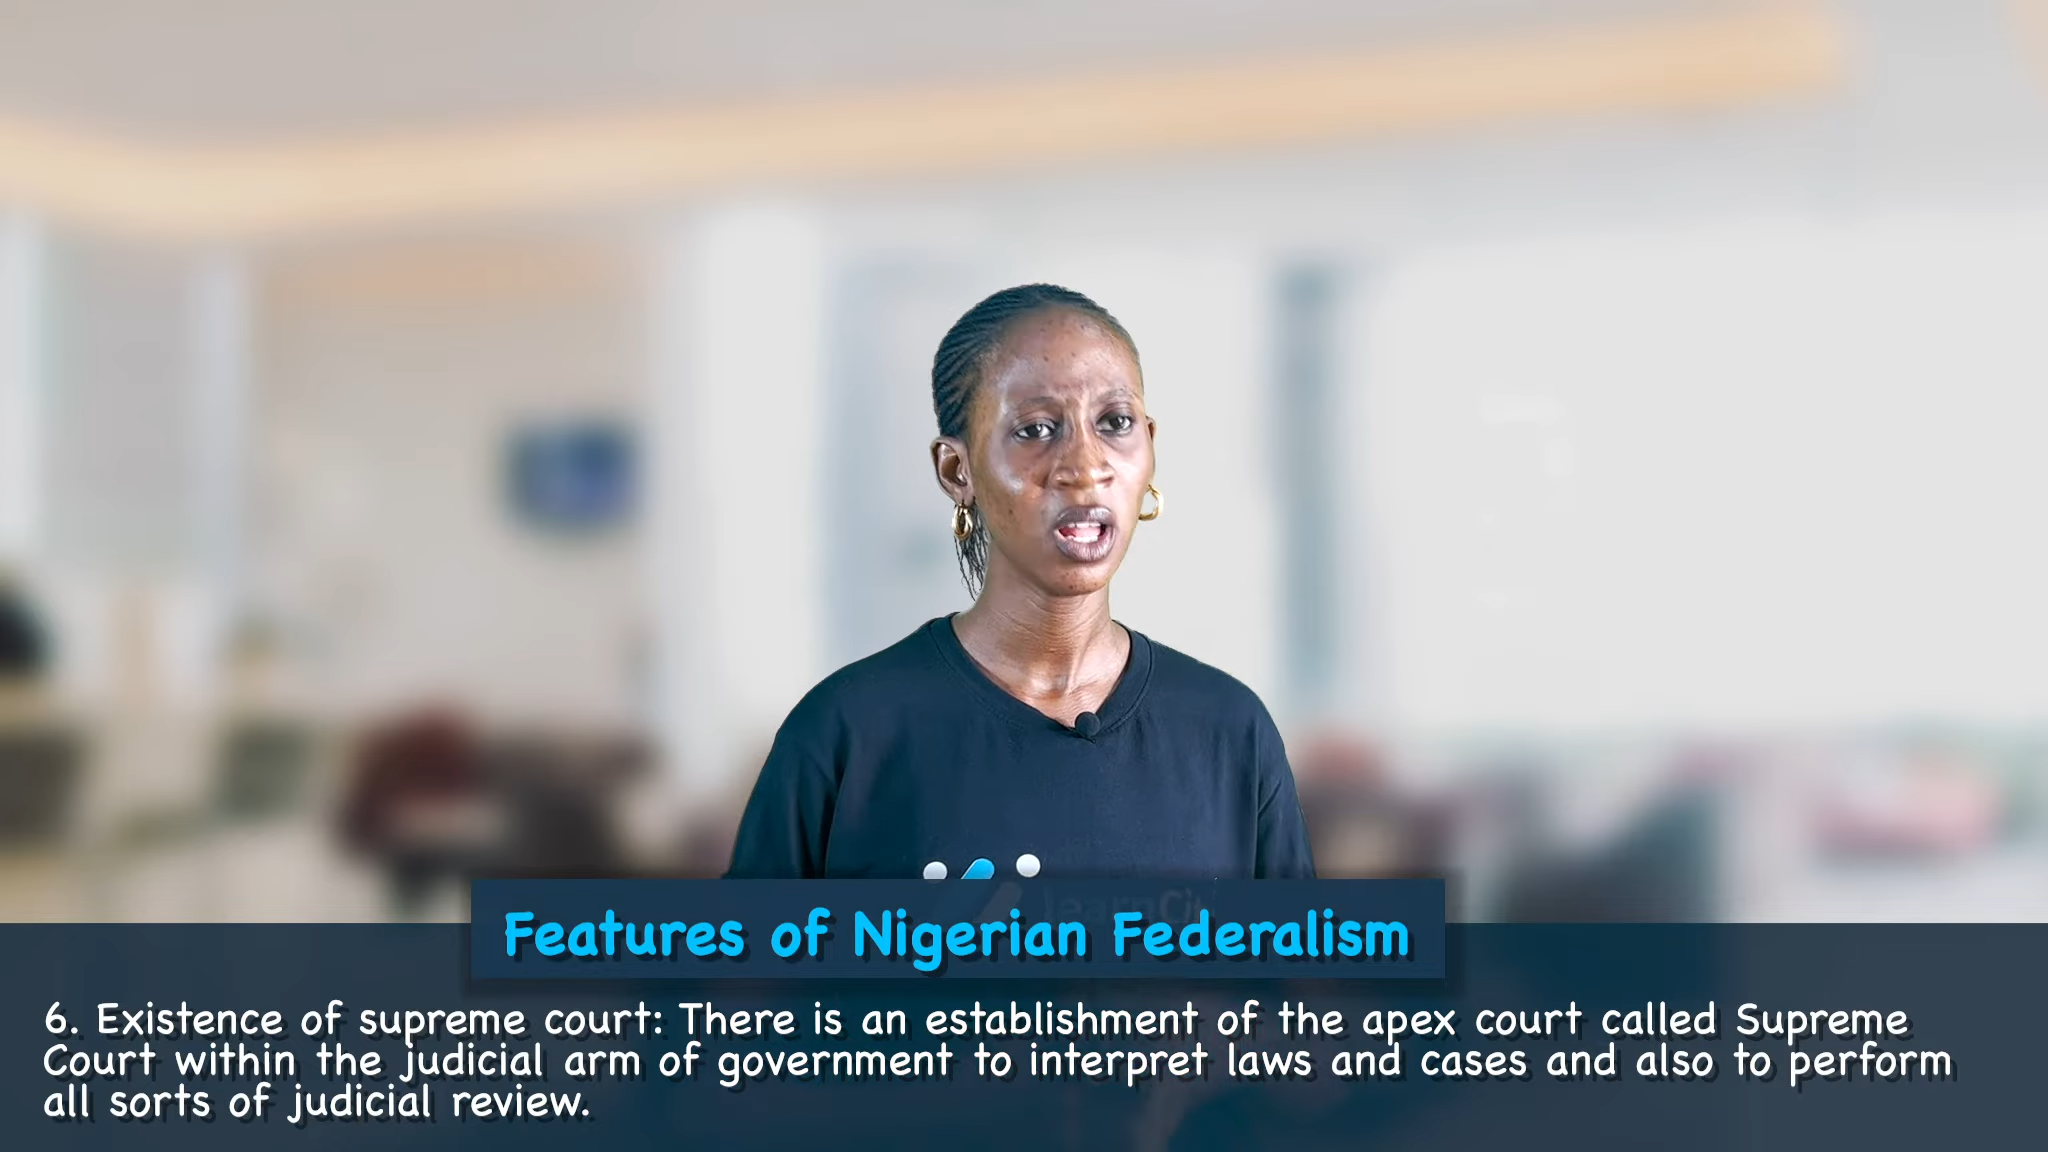 Features of Nigerian Federalism
6. Existence of supreme court: There is an establishment of the apex court called Supreme
Court within the judicial arm of government to interpret laws and cases and also to perform
all sorts of judicial review.